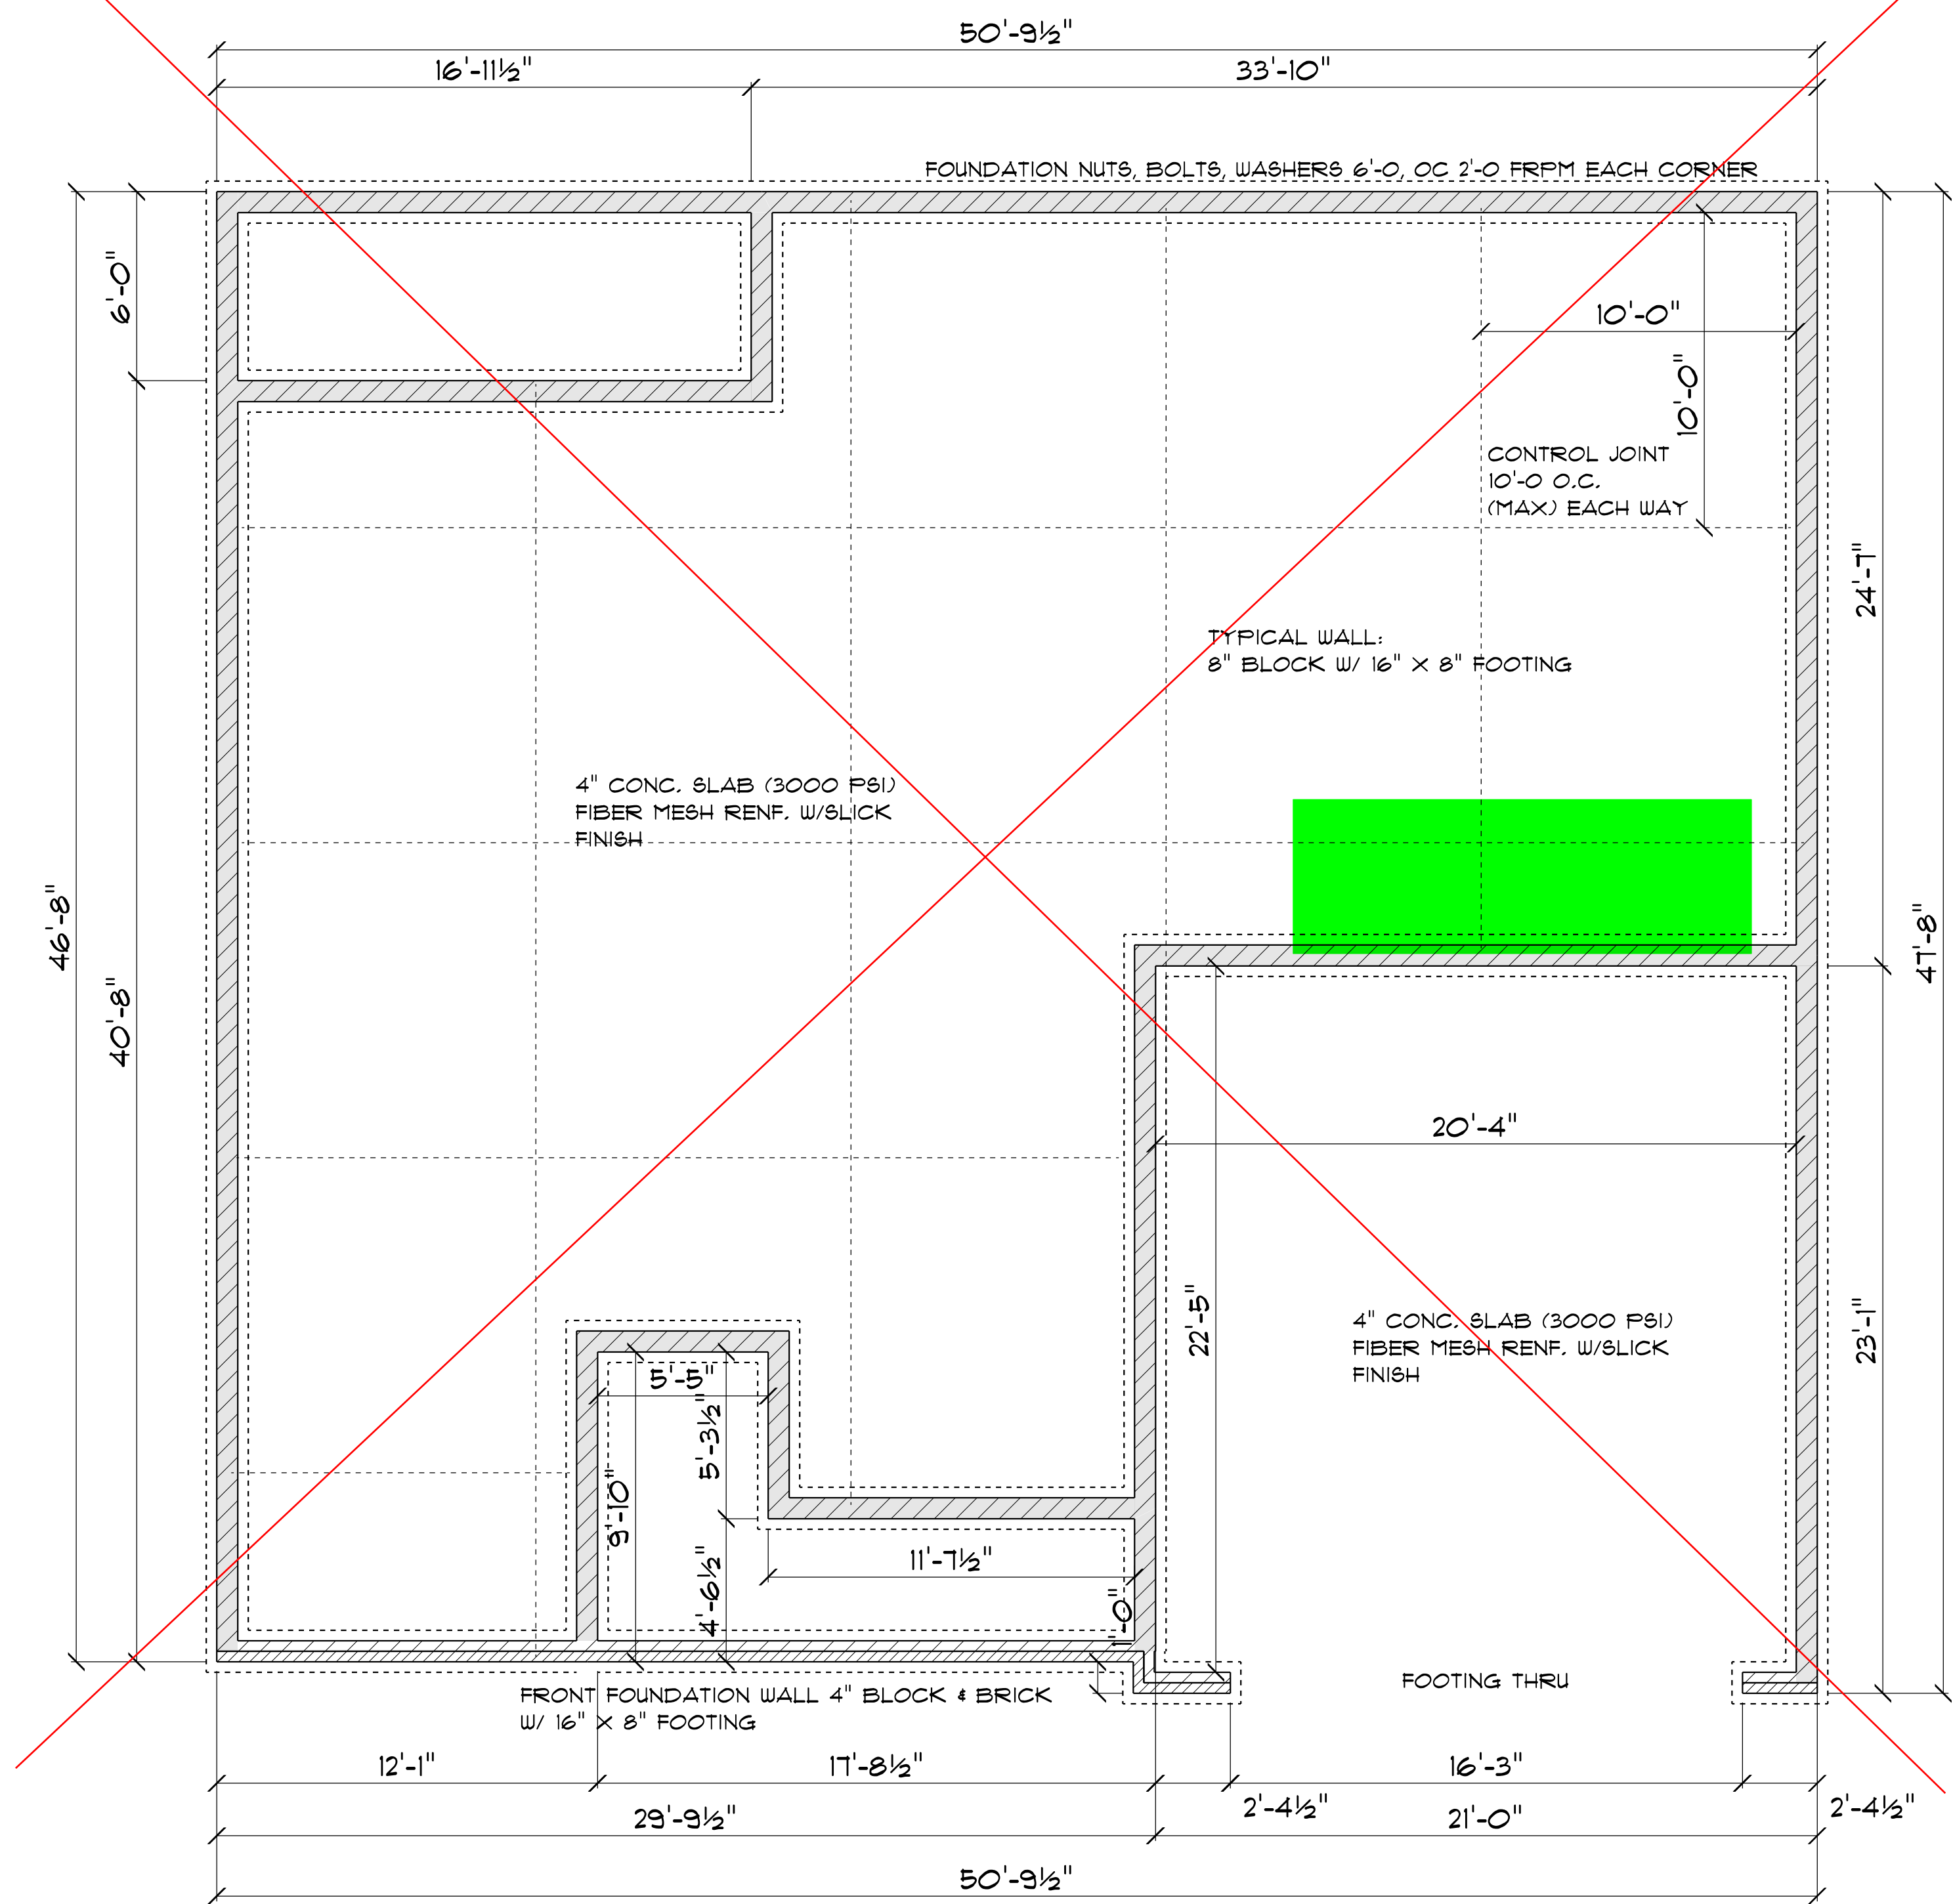 50'-9½"
16'-11½"
33'-10"
FOUNDATION NUTS, BOLTS, WASHERS 6'-0, OC 2'-0 FRPM EACH CORNER
6'-0"
10'-0"
10'-0"
CONTROL JOINT
10'-0 O.C.
(MAX) EACH WAY
24'-7"
TYPICAL WALL:
8" BLOCK W/ 16" X 8" FOOTING
4" CONC. SLAB (3000 PSI)
FIBER MESH RENF. W/SLICK
FINISH
46'-8"
40'-8"
47'-8"
20'-4"
22'-5"
4" CONC. SLAB (3000 PSI)
FIBER MESH RENF. W/SLICK
FINISH
23'-1"
5'-5"
5'-3½"
9'-10"
4'-6½"
11'-7½"
1'-0"
FOOTING THRU
FRONT FOUNDATION WALL 4" BLOCK & BRICK
W/ 16" X 8" FOOTING
12'-1"
17'-8½"
16'-3"
2'-4½"
2'-4½"
29'-9½"
21'-0"
50'-9½"